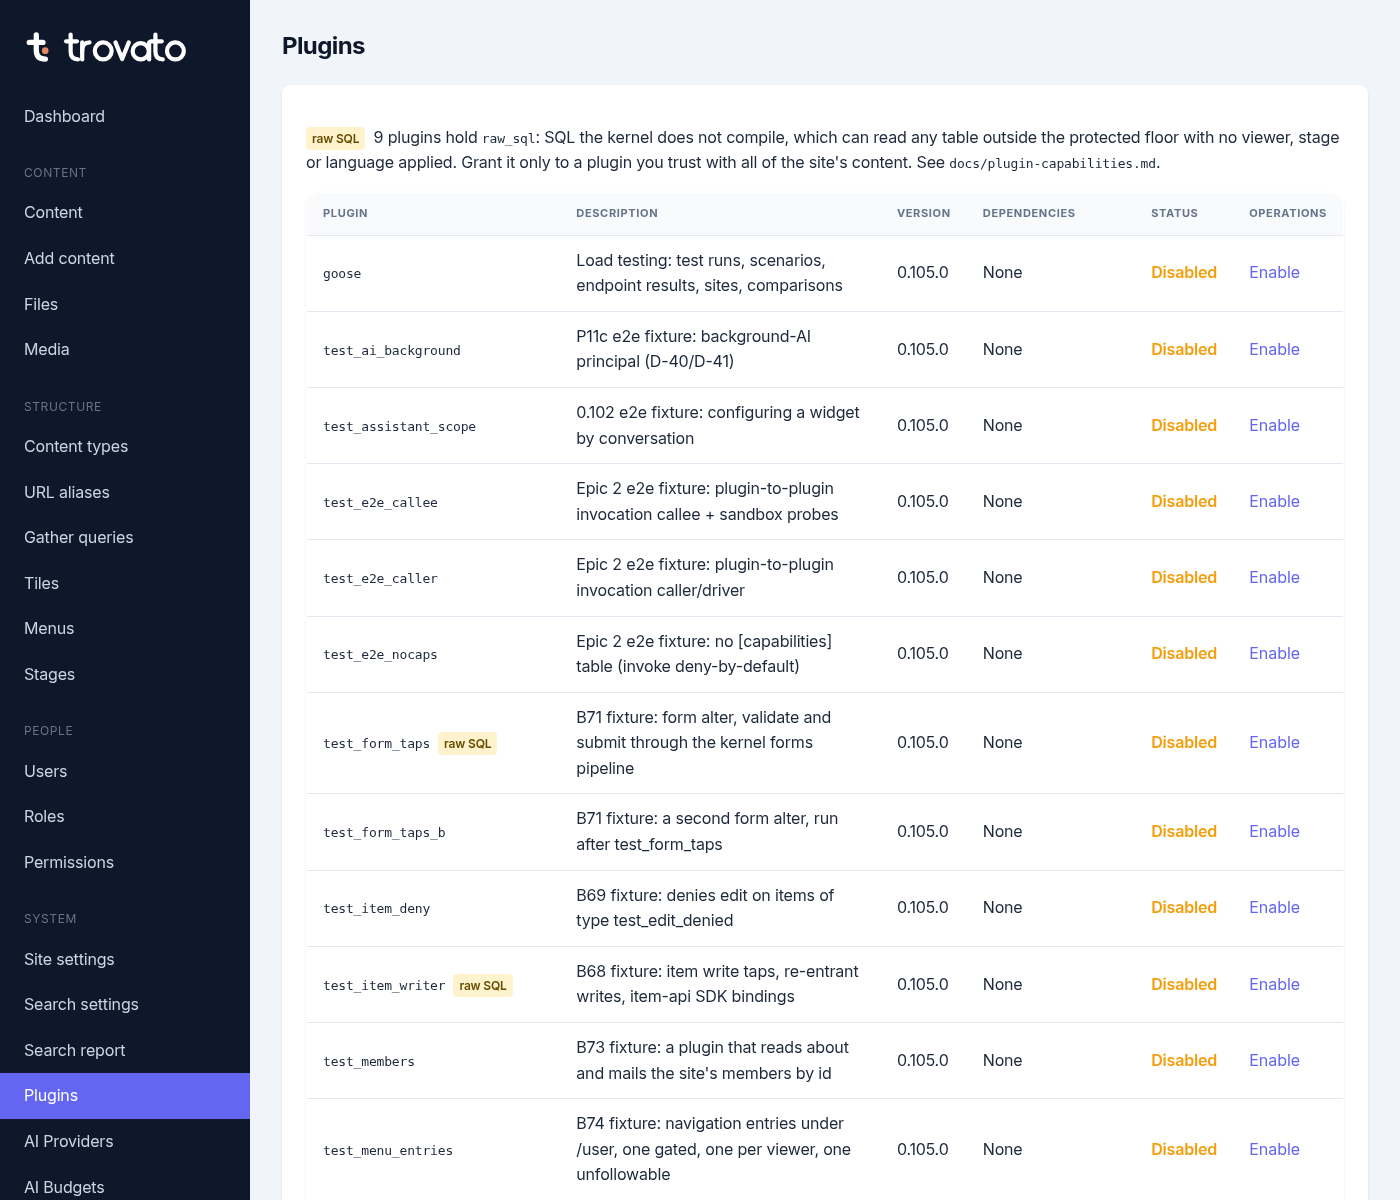 trovato
Dashboard
CONTENT
Content
Add content
Files
Media
STRUCTURE
Content types
URL aliases
Gather queries
Tiles
Menus
Stages
PEOPLE
Users
Roles
Permissions
SYSTEM
Site settings
Search settings
Search report
Plugins
AI Providers
AI Budgets
Plugins
raw SQL 9 plugins hold raw_sql: SQL the kernel does not compile, which can read any table outside the protected floor with no viewer, stage
or language applied. Grant it only to a plugin you trust with all of the site's content. See docs/plugin-capabilities.md.
PLUGIN DESCRIPTION VERSION DEPENDENCIES STATUS OPERATIONS
goose Load testing: test runs, scenarios, 0.105.0 None Disabled Enable
endpoint results, sites, comparisons
test_ai_background P11c e2e fixture: background-AI 0.105.0 None Disabled Enable
principal (D-40/D-41)
test_assistant_scope 0.102 e2e fixture: configuring a widget 0.105.0 None Disabled Enable
by conversation
test_e2e_callee Epic 2 e2e fixture: plugin-to-plugin 0.105.0 None Disabled Enable
invocation callee + sandbox probes
test_e2e_caller Epic 2 e2e fixture: plugin-to-plugin 0.105.0 None Disabled Enable
invocation caller/driver
test_e2e_nocaps Epic 2 e2e fixture: no [capabilities] 0.105.0 None Disabled Enable
table (invoke deny-by-default)
B71 fixture: form alter, validate and
test_form_taps raw SQL submit through the kernel forms 0.105.0 None Disabled Enable
pipeline
test_form_taps_b B71 fixture: a second form alter, run 0.105.0 None Disabled Enable
after test_form_taps
test_item_deny B69 fixture: denies edit on items of 0.105.0 None Disabled Enable
type test_edit_denied
test_item_writer raw SQL B68 fixture: item write taps, re-entrant 0.105.0 None Disabled Enable
writes, item-api SDK bindings
test_members B73 fixture: a plugin that reads about 0.105.0 None Disabled Enable
and mails the site's members by id
B74 fixture: navigation entries under
test_menu_entries /user, one gated, one per viewer, one 0.105.0 None Disabled Enable
unfollowable